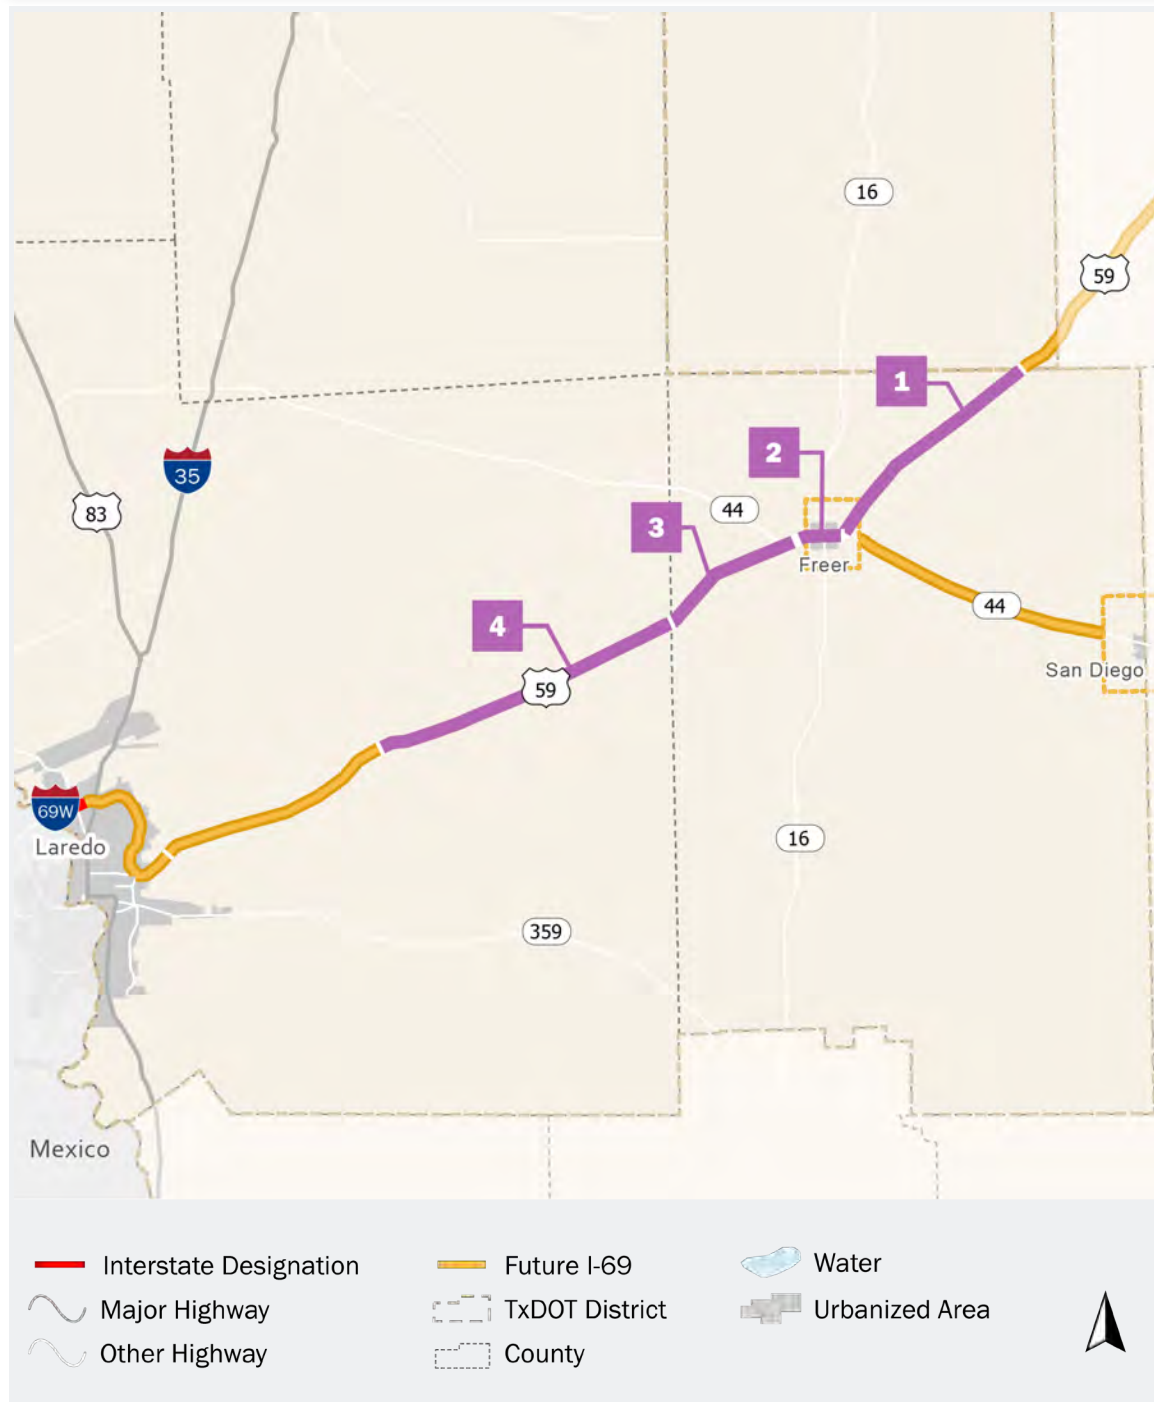 16
59
1
2
35
83
44
3
Freer
44
4
San Diego
59
69W
Laredo
16
359
Mexico
Interstate Designation
Future I-69
Water
Major Highway
TxDOT District
Urbanized Area
Other Highway
County